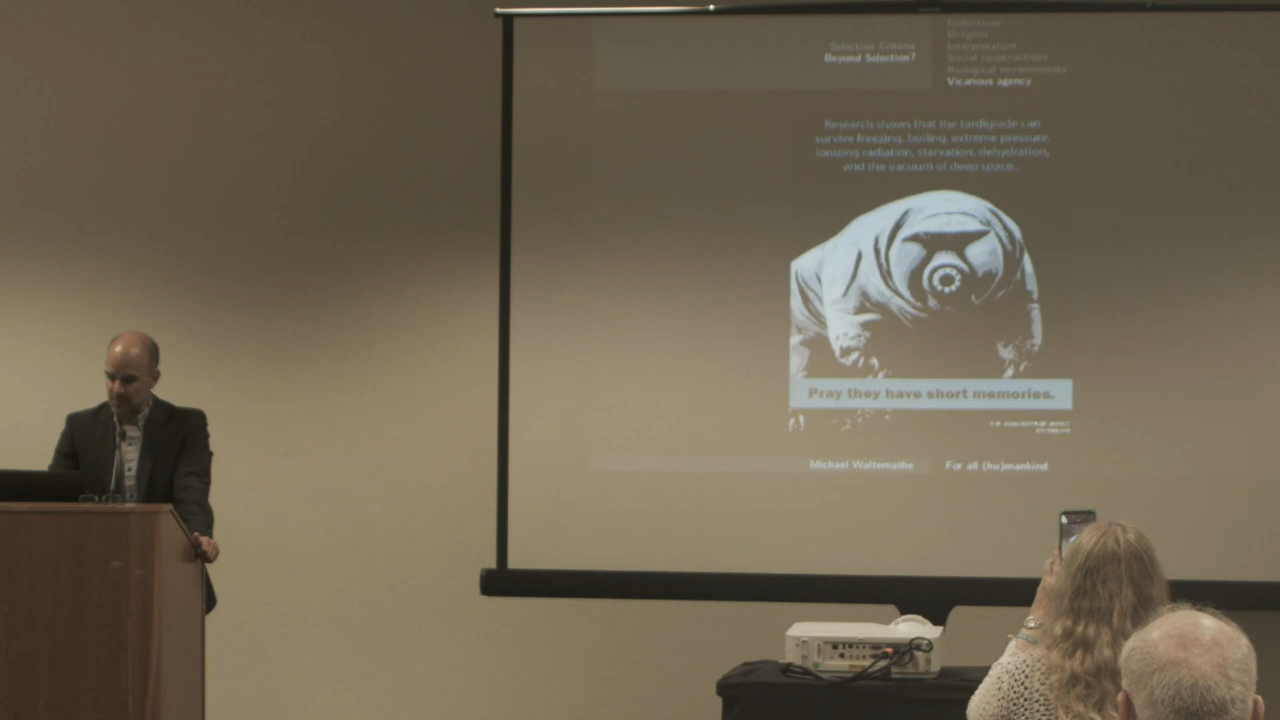 Selection Criteria
Beyond Selection?
Definitions
Religion
Interpretation
Social constructions
Biological environments
Vicarious agency
Research shows that the tardigrade can
survive freezing, boiling, extreme pressure,
ionizing radiation, starvation, dehydration,
and the vacuum of deep space..
Pray they have short memories.
Michael Waltemathe
For all (hu)mankind